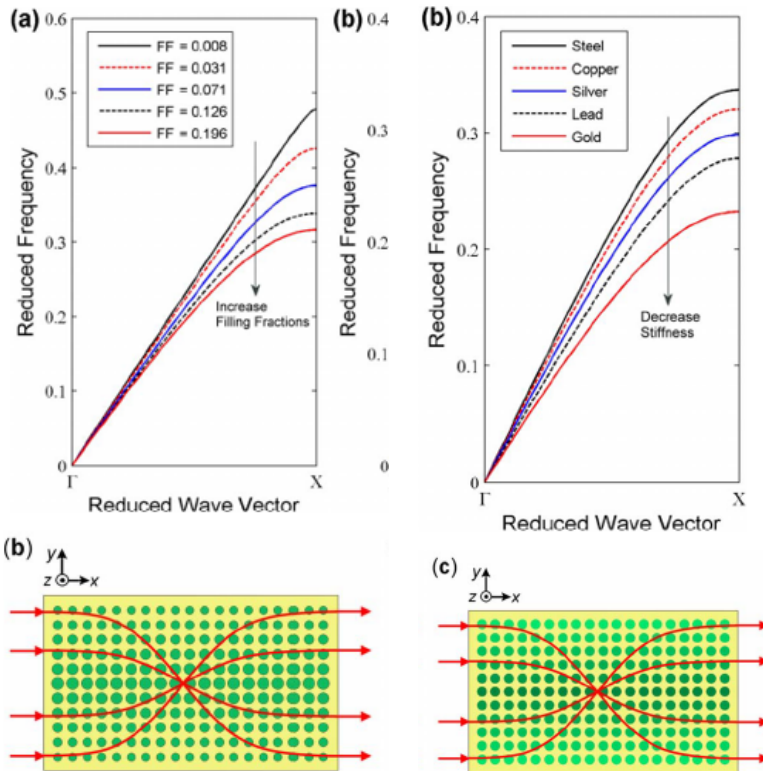 (a)
0.6
0.5
0.4
0.3
0.2
0.1
0
Reduced Frequency
FF = 0.008
FF = 0.031
FF = 0.071
FF = 0.126
FF = 0.196
Increase
Filling Fractions
Γ
X
Reduced Wave Vector
(b)
0.4
0.3
0.2
0.1
0
Reduced Frequency
(b)
0.4
0.3
0.2
0.1
0
Reduced Frequency
Steel
Copper
Silver
Lead
Gold
Decrease
Stiffness
Γ
X
Reduced Wave Vector
(b)
y
z
x
(c)
y
z
x